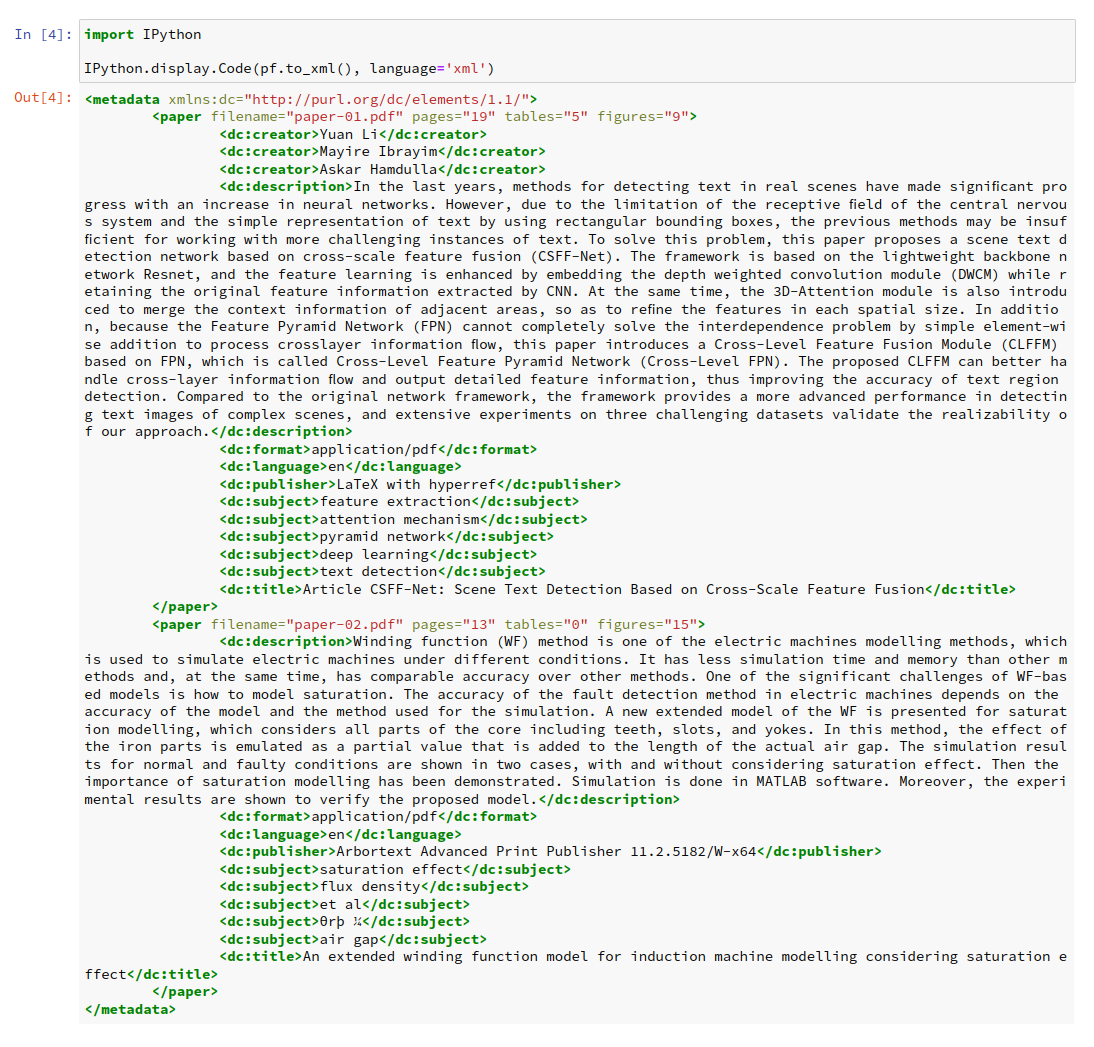 In [4]: import IPython
IPython.display.Code(pf.to_xml(), language='xml')
Out[4]: <metadata xmlns:dc="http://purl.org/dc/elements/1.1/">
<paper filename="paper-01.pdf" pages="19" tables="5" figures="9">
<dc:creator>Yuan Li</dc:creator>
<dc:creator>Mayire Ibrayim</dc:creator>
<dc:creator>Askar Hamdulla</dc:creator>
<dc:description>In the last years, methods for detecting text in real scenes have made significant pro
gress with an increase in neural networks. However, due to the limitation of the receptive field of the central nervou
s system and the simple representation of text by using rectangular bounding boxes, the previous methods may be insuf
ficient for working with more challenging instances of text. To solve this problem, this paper proposes a scene text d
etection network based on cross-scale feature fusion (CSFF-Net). The framework is based on the lightweight backbone n
etwork Resnet, and the feature learning is enhanced by embedding the depth weighted convolution module (DWCM) while r
etaining the original feature information extracted by CNN. At the same time, the 3D-Attention module is also introdu
ced to merge the context information of adjacent areas, so as to refine the features in each spatial size. In additio
n, because the Feature Pyramid Network (FPN) cannot completely solve the interdependence problem by simple element-wi
se addition to process crosslayer information flow, this paper introduces a Cross-Level Feature Fusion Module (CLFFM)
based on FPN, which is called Cross-Level Feature Pyramid Network (Cross-Level FPN). The proposed CLFFM can better ha
ndle cross-layer information flow and output detailed feature information, thus improving the accuracy of text region
detection. Compared to the original network framework, the framework provides a more advanced performance in detectin
g text images of complex scenes, and extensive experiments on three challenging datasets validate the realizability o
f our approach.</dc:description>
<dc:format>application/pdf</dc:format>
<dc:language>en</dc:language>
<dc:publisher>LaTeX with hyperref</dc:publisher>
<dc:subject>feature extraction</dc:subject>
<dc:subject>attention mechanism</dc:subject>
<dc:subject>pyramid network</dc:subject>
<dc:subject>deep learning</dc:subject>
<dc:subject>text detection</dc:subject>
<dc:title>Article CSFF-Net: Scene Text Detection Based on Cross-Scale Feature Fusion</dc:title>
</paper>
<paper filename="paper-02.pdf" pages="13" tables="0" figures="15">
<dc:description>Winding function (WF) method is one of the electric machines modelling methods, which
is used to simulate electric machines under different conditions. It has less simulation time and memory than other m
ethods and, at the same time, has comparable accuracy over other methods. One of the significant challenges of WF-bas
ed models is how to model saturation. The accuracy of the fault detection method in electric machines depends on the
accuracy of the model and the method used for the simulation. A new extended model of the WF is presented for saturat
ion modelling, which considers all parts of the core including teeth, slots, and yokes. In this method, the effect of
the iron parts is emulated as a partial value that is added to the length of the actual air gap. The simulation resul
ts for normal and faulty conditions are shown in two cases, with and without considering saturation effect. Then the
importance of saturation modelling has been demonstrated. Simulation is done in MATLAB software. Moreover, the experi
mental results are shown to verify the proposed model.</dc:description>
<dc:format>application/pdf</dc:format>
<dc:language>en</dc:language>
<dc:publisher>Arbortext Advanced Print Publisher 11.2.5182/W-x64</dc:publisher>
<dc:subject>saturation effect</dc:subject>
<dc:subject>flux density</dc:subject>
<dc:subject>et al</dc:subject>
<dc:subject>θrþ ¼</dc:subject>
<dc:subject>air gap</dc:subject>
<dc:title>An extended winding function model for induction machine modelling considering saturation e
ffect</dc:title>
</paper>
</metadata>